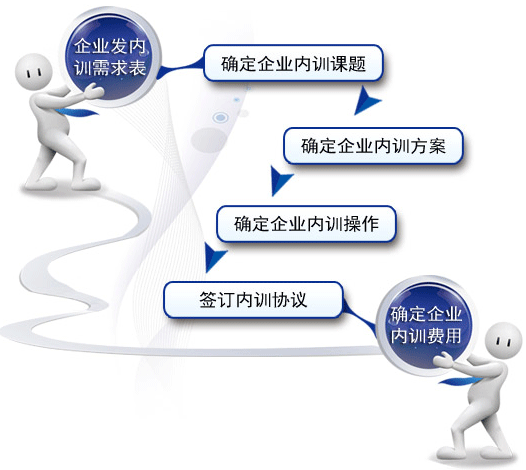 企业发内
训需求表
确定企业内训课题
确定企业内训方案
确定企业内训操作
签订内训协议
确定企业
内训费用